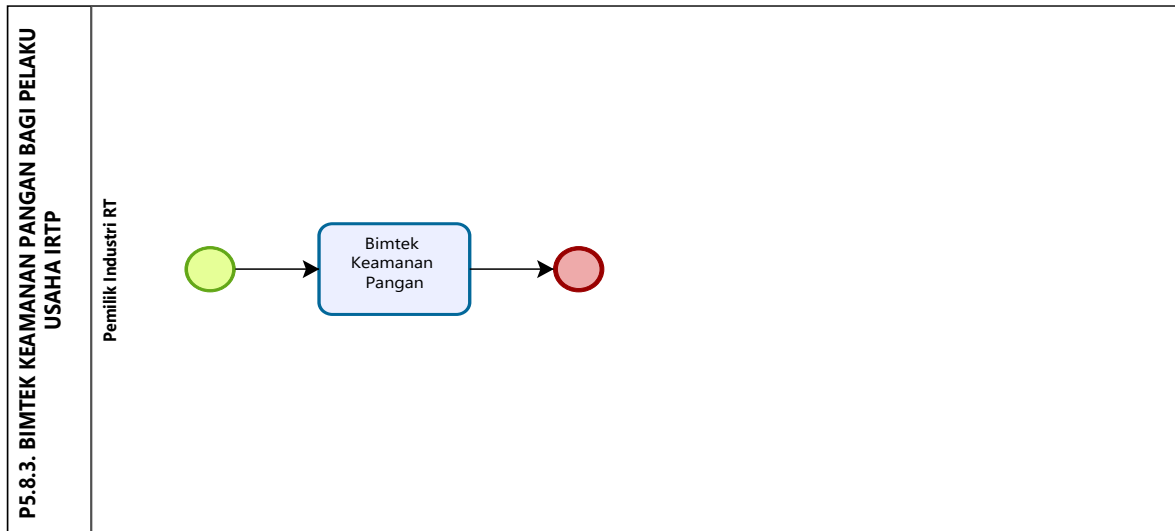 P5.8.3. BIMTEK KEAMANAN PANGAN BAGI PELAKU
USAHA IRTP
Pemilik Industri RT
Bimtek
Keamanan
Pangan